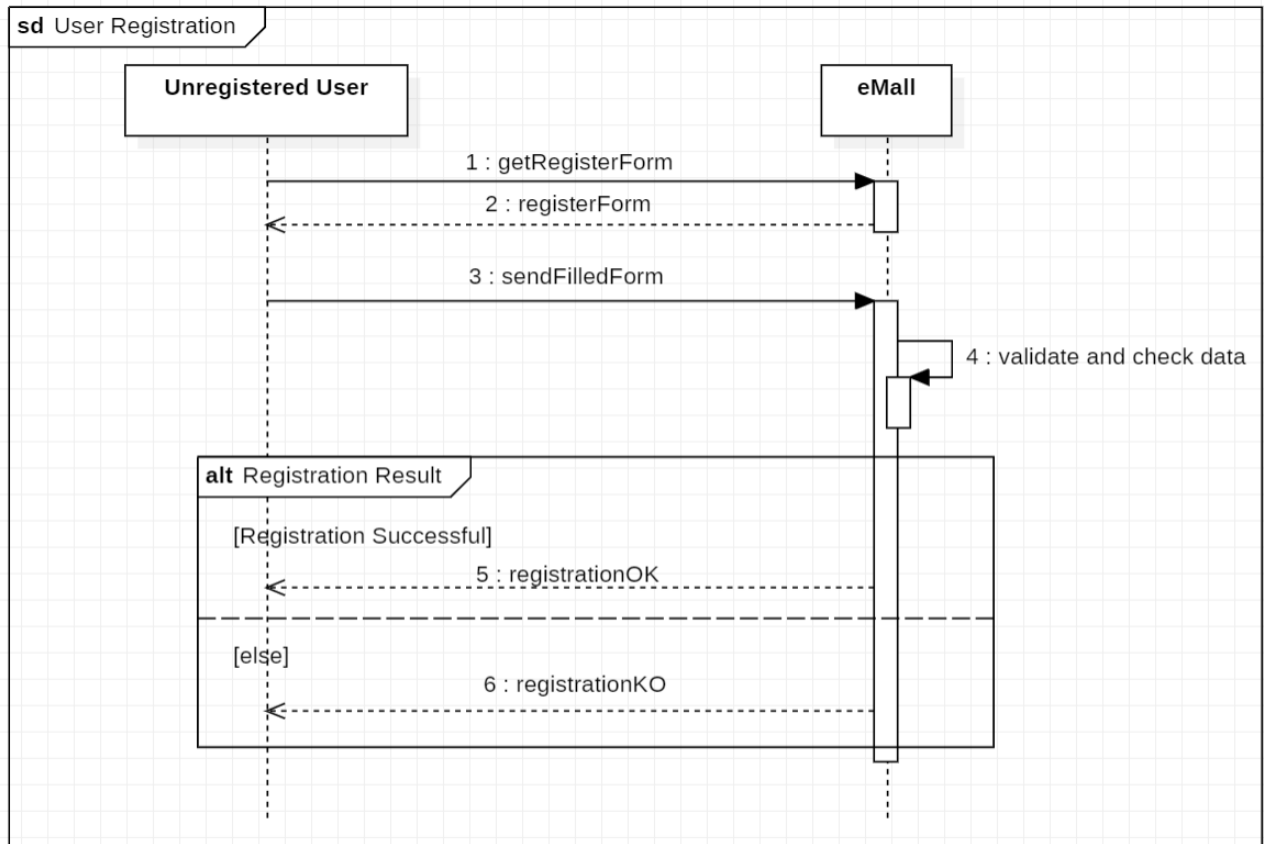 sd User Registration
Unregistered User
eMall
1 : getRegisterForm
2 : registerForm
3 : sendFilledForm
4 : validate and check data
alt Registration Result
[Registration Successful]
5 : registrationOK
[else]
6 : registrationKO